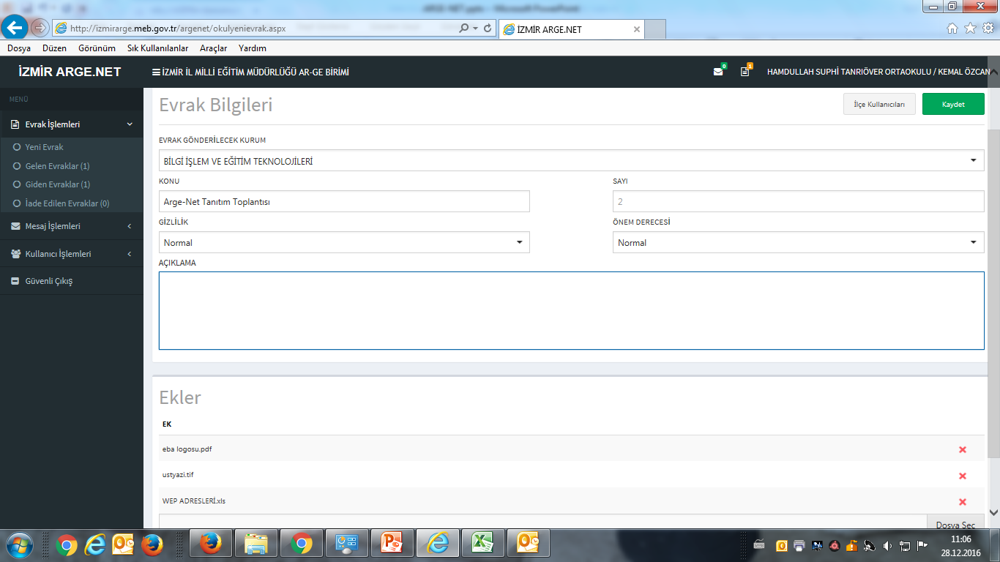 ARGE-NET.pptx - Microsoft PowerPoint
http://izmirarge.meb.gov.tr/argenet/okulyenievrak.aspx
İZMİR ARGE.NET
Dosya Düzen Görünüm Sık Kullanılanlar Araçlar Yardım
İZMİR ARGE.NET
İZMİR İL MİLLİ EĞİTİM MÜDÜRLÜĞÜ AR-GE BİRİMİ
0
1
HAMDULLAH SUPHİ TANRIÖVER ORTAOKULU / KEMAL ÖZCAN
MENÜ
Evrak İşlemleri
Yeni Evrak
Gelen Evraklar (1)
Giden Evraklar (1)
İade Edilen Evraklar (0)
Mesaj İşlemleri
Kullanıcı İşlemleri
Güvenli Çıkış
Evrak Bilgileri
İlçe Kullanıcıları
Kaydet
EVRAK GÖNDERİLECEK KURUM
BİLGİ İŞLEM VE EĞİTİM TEKNOLOJİLERİ
KONU
SAYI
Arge-Net Tanıtım Toplantısı
2
GİZLİLİK
ÖNEM DERECESİ
Normal
Normal
AÇIKLAMA
Ekler
EK
eba logosu.pdf
ustyazi.tif
WEP ADRESLERİ.xls
Dosya Seç
11:06
28.12.2016